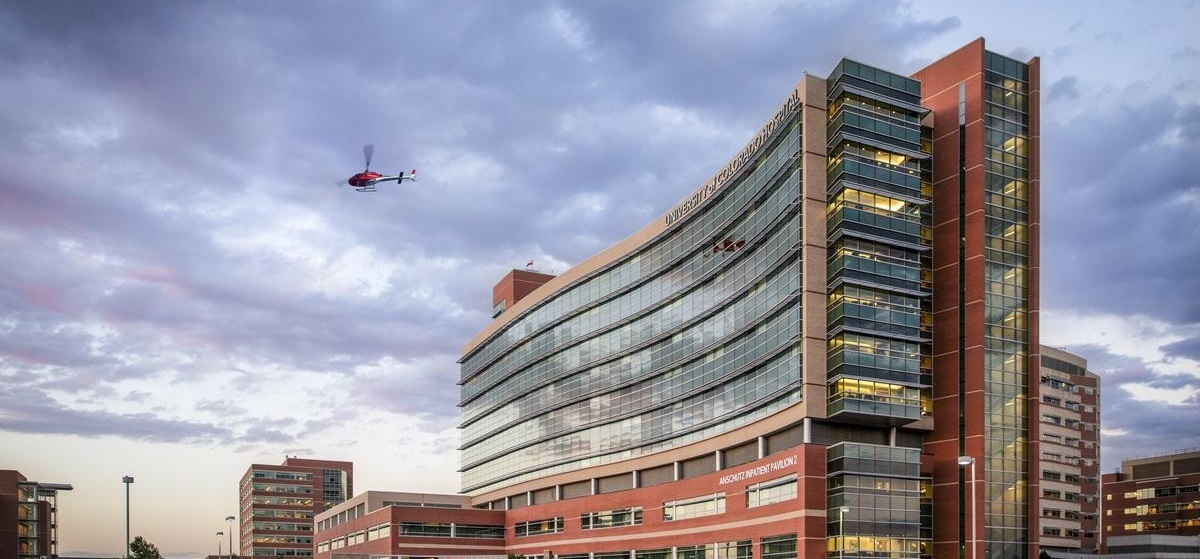 UNIVERSITY of COLORADO HOSPITAL
ANSCHUTZ INPATIENT PAVILION 2